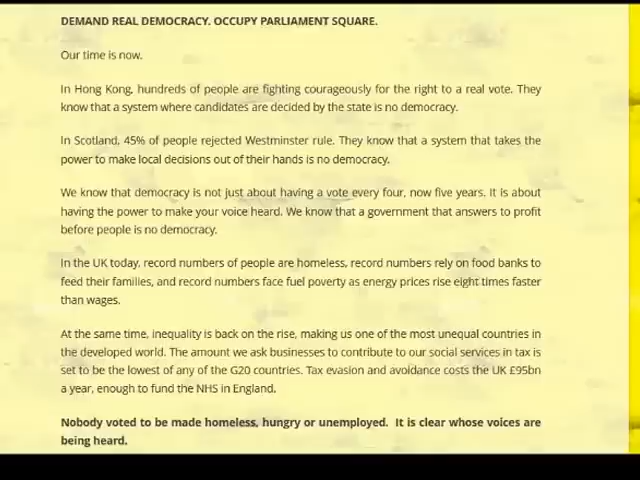 DEMAND REAL DEMOCRACY. OCCUPY PARLIAMENT SQUARE.
Our time is now.
In Hong Kong, hundreds of people are fighting courageously for the right to a real vote. They
know that a system where candidates are decided by the state is no democracy.
In Scotland, 45% of people rejected Westminster rule. They know that a system that takes the
power to make local decisions out of their hands is no democracy.
We know that democracy is not just about having a vote every four, now five years. It is about
having the power to make your voice heard. We know that a government that answers to profit
before people is no democracy.
In the UK today, record numbers of people are homeless, record numbers rely on food banks to
feed their families, and record numbers face fuel poverty as energy prices rise eight times faster
than wages.
At the same time, inequality is back on the rise, making us one of the most unequal countries in
the developed world. The amount we ask businesses to contribute to our social services in tax is
set to be the lowest of any of the G20 countries. Tax evasion and avoidance costs the UK £95bn
a year, enough to fund the NHS in England.
Nobody voted to be made homeless, hungry or unemployed.  It is clear whose voices are
being heard.